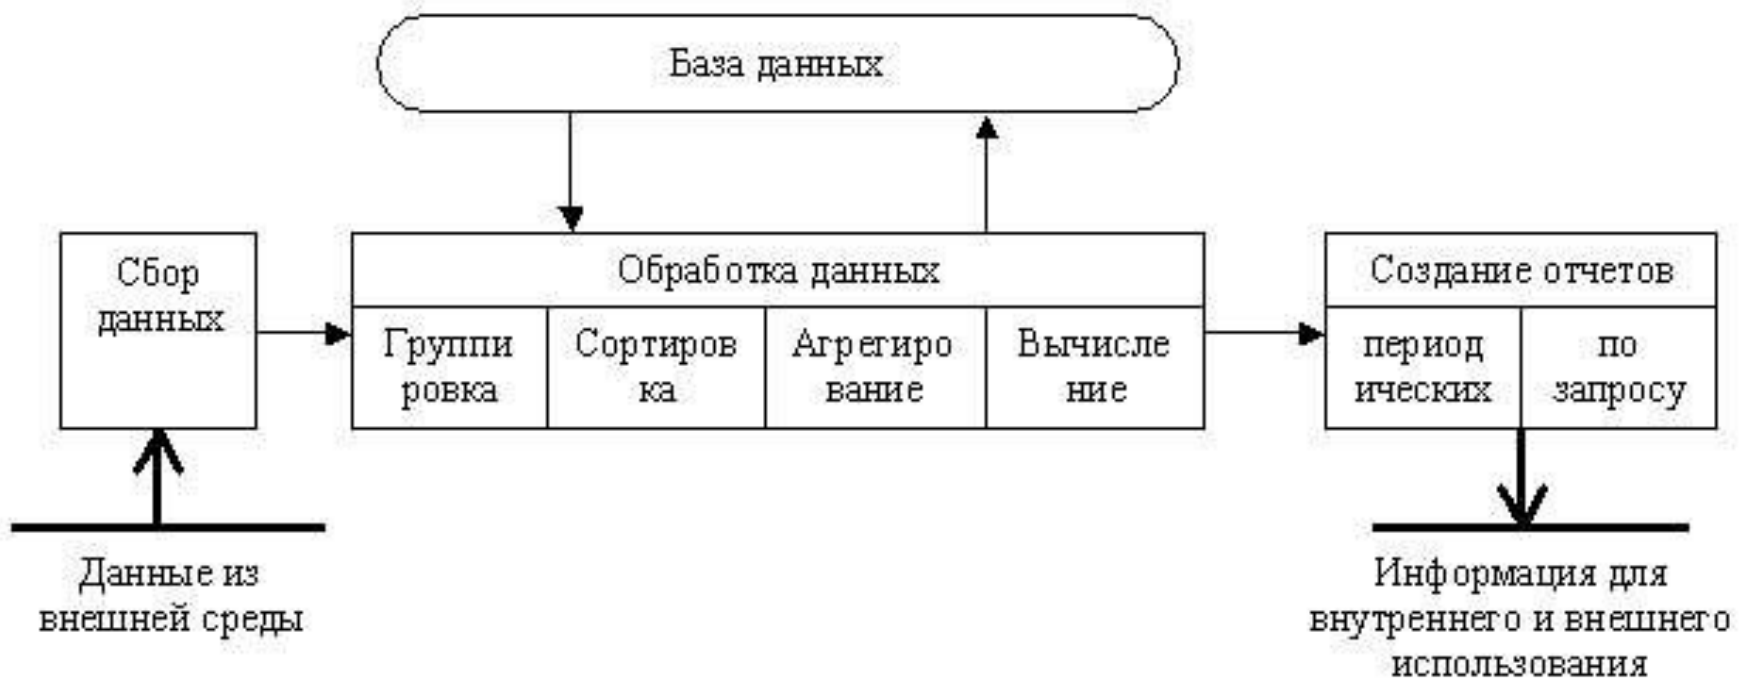 База данных
Сбор
данных
Обработка данных
Группи
ровка
Сортиров
ка
Агрегиро
вание
Вычисле
ние
Создание отчетов
период
ических
по
запросу
Данные из
внешней среды
Информация для
внутреннего и внешнего
использования